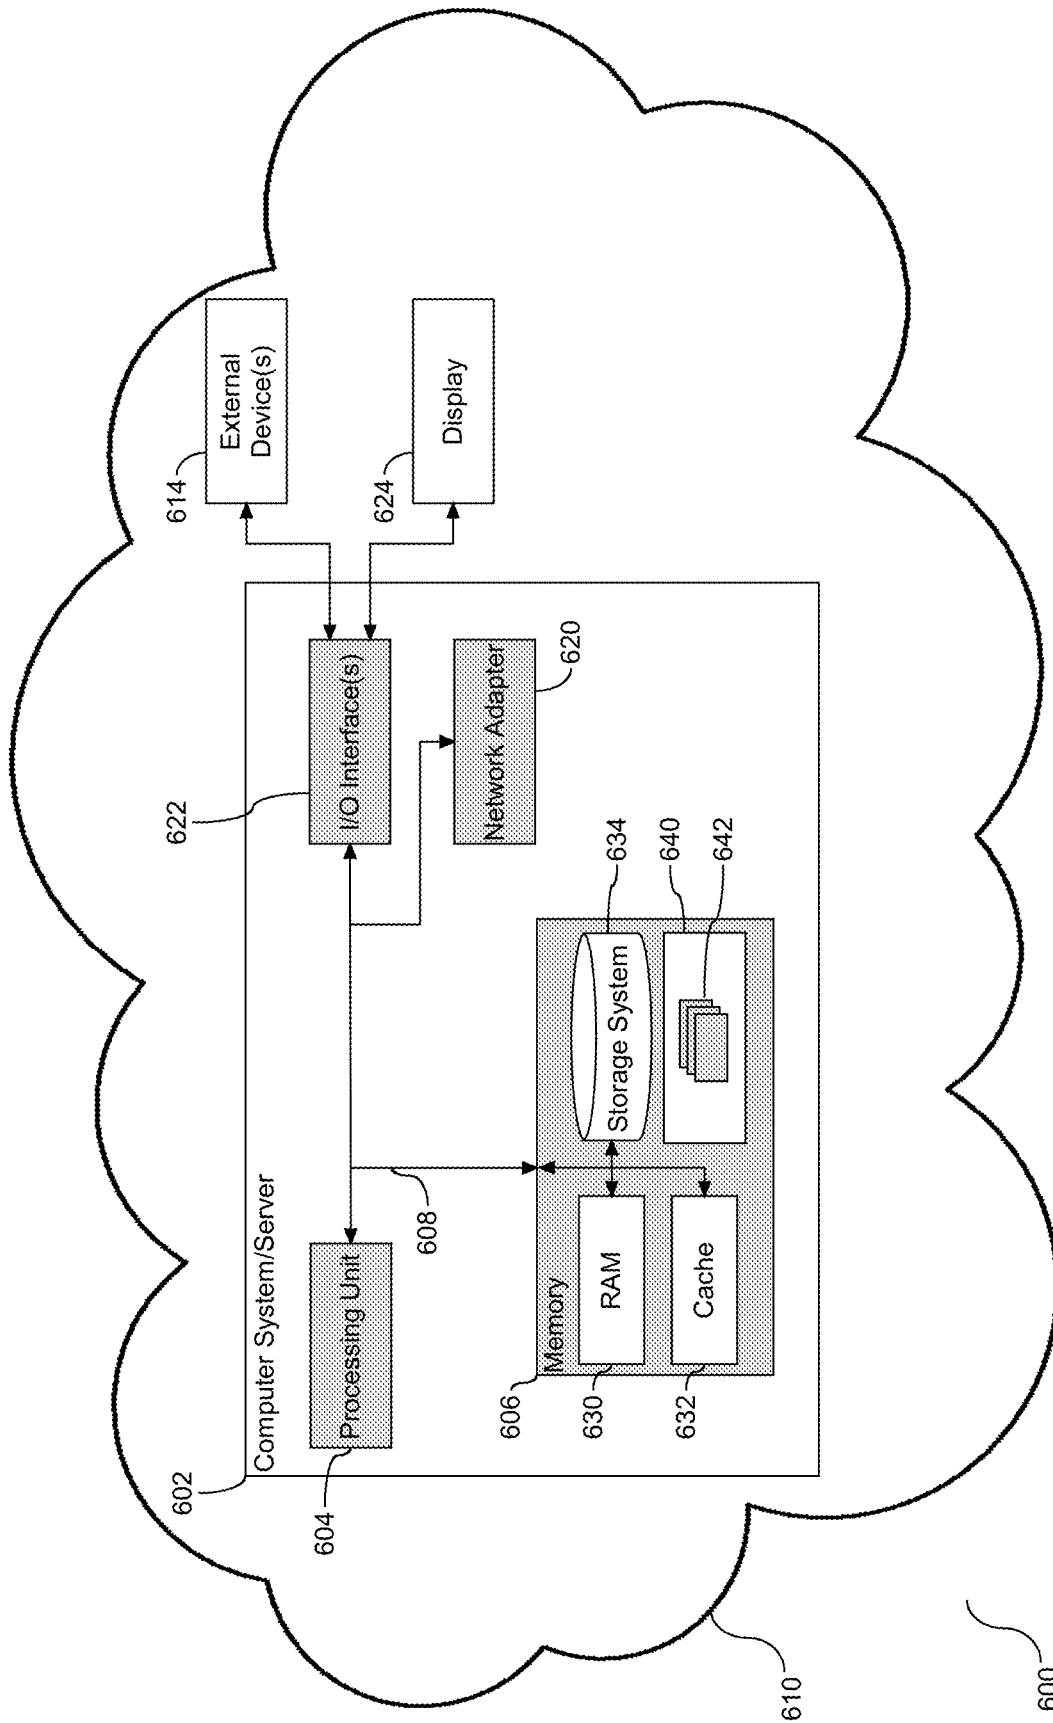 602
Computer System/Server
604
Processing Unit
608
622
I/O Interface(s)
614
External
Device(s)
624
Display
Network Adapter
620
606
Memory
630
RAM
632
Cache
Storage System
634
640
642
610
600